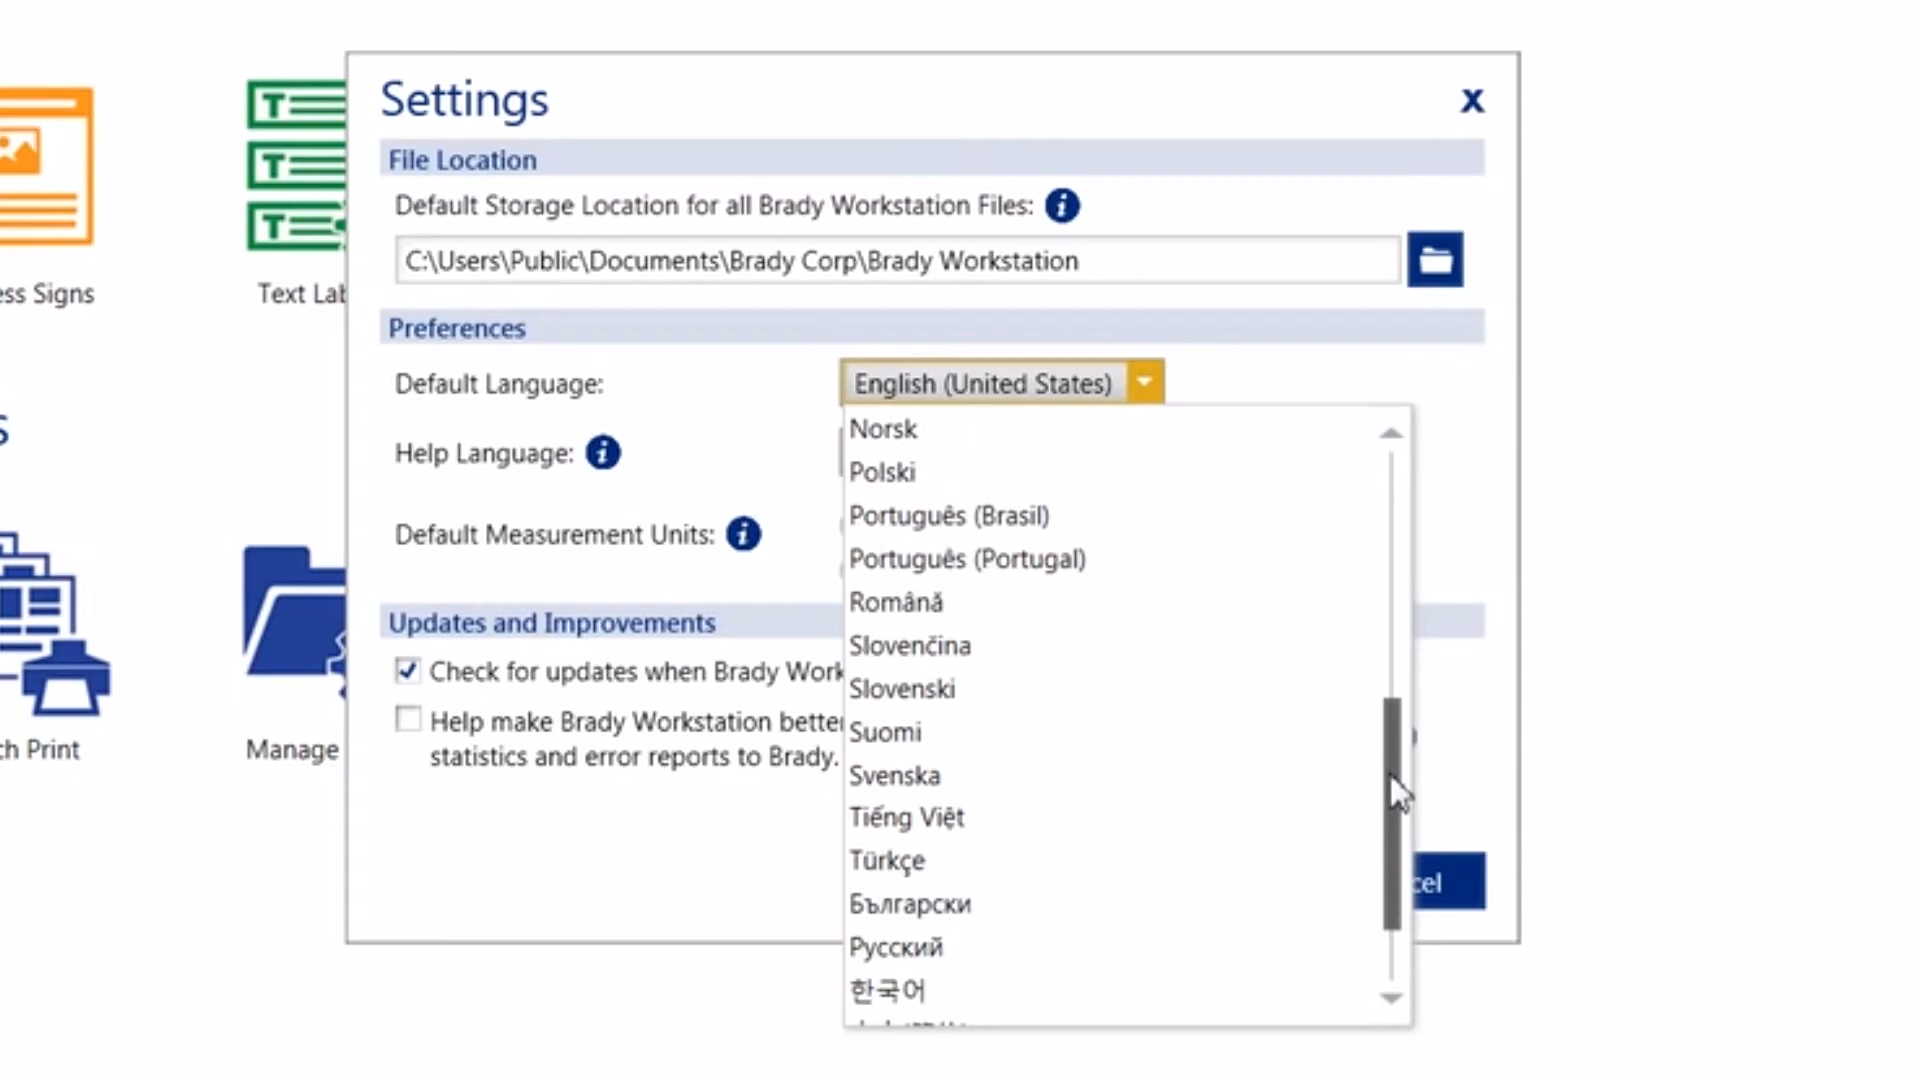 Settings
X
File Location
Default Storage Location for all Brady Workstation Files:
C:\Users\Public\Documents\Brady Corp\Brady Workstation
ess Signs
Text Lab
Preferences
Default Language:
English (United States)
Norsk
Help Language:
Polski
Português (Brasil)
Default Measurement Units:
Português (Portugal)
Română
Updates and Improvements
Slovenčina
Check for updates when Brady Work
Slovenski
Help make Brady Workstation better
statistics and error reports to Brady.
Suomi
ch Print
Manage
Svenska
Tiếng Việt
Türkçe
cel
Български
Русский
한국어